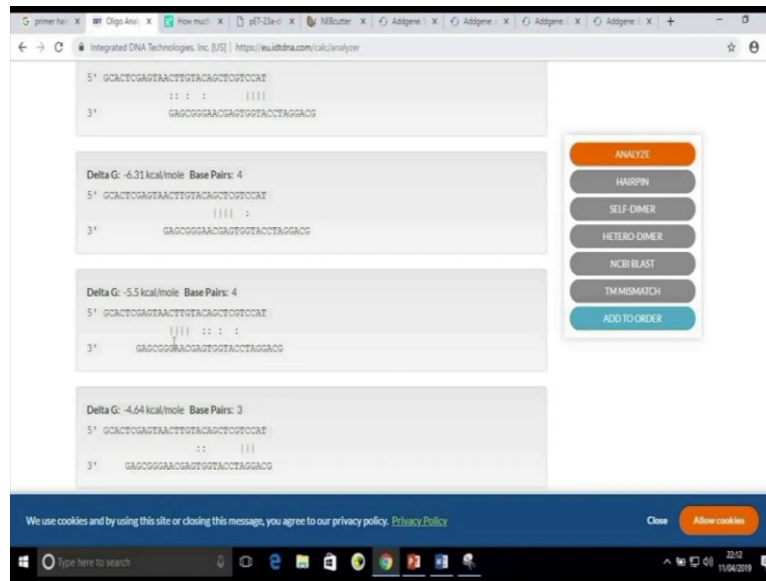 primer hai
Oligo Analy
How much
pET-23a-d
NEBcutter
Addgene:
Addgene:
Addgene:
Addgene:
Integrated DNA Technologies, Inc. [US] | https://eu.idtdna.com/calc/analyzer
5' GCACTCGAGTAACTTGTACAGCTCGTCCAT
:: : : ||||
3' GAGCGGGAACGAGTGGTACCTAGGACG
Delta G: -6.31 kcal/mole Base Pairs: 4
5' GCACTCGAGTAACTTGTACAGCTCGTCCAT
|||| :
3' GAGCGGGAACGAGTGGTACCTAGGACG
Delta G: -5.5 kcal/mole Base Pairs: 4
5' GCACTCGAGTAACTTGTACAGCTCGTCCAT
|||| :: : :
3' GAGCGGGAACGAGTGGTACCTAGGACG
Delta G: -4.64 kcal/mole Base Pairs: 3
5' GCACTCGAGTAACTTGTACAGCTCGTCCAT
:: |||
3' GAGCGGGAACGAGTGGTACCTAGGACG
ANALYZE
HAIRPIN
SELF-DIMER
HETERO-DIMER
NCBI BLAST
TM MISMATCH
ADD TO ORDER
We use cookies and by using this site or closing this message, you agree to our privacy policy. Privacy Policy
Close
Allow cookies
Type here to search
22:12
11/04/2019